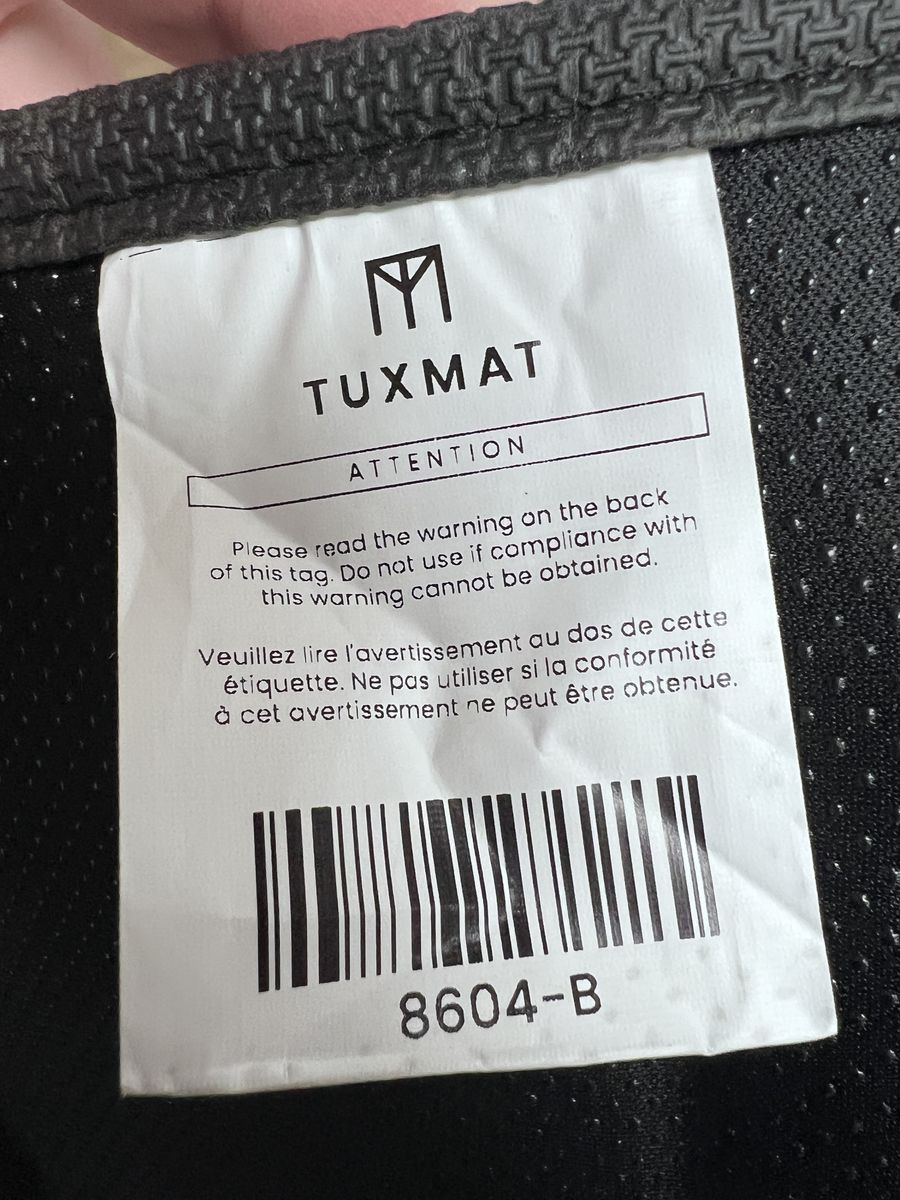 TUXMAT
ATTENTION
Please read the warning on the back
of this tag. Do not use if compliance with
this warning cannot be obtained.
Veuillez lire l'avertissement au dos de cette
étiquette. Ne pas utiliser si la conformité
à cet avertissement ne peut être obtenue.
8604-B